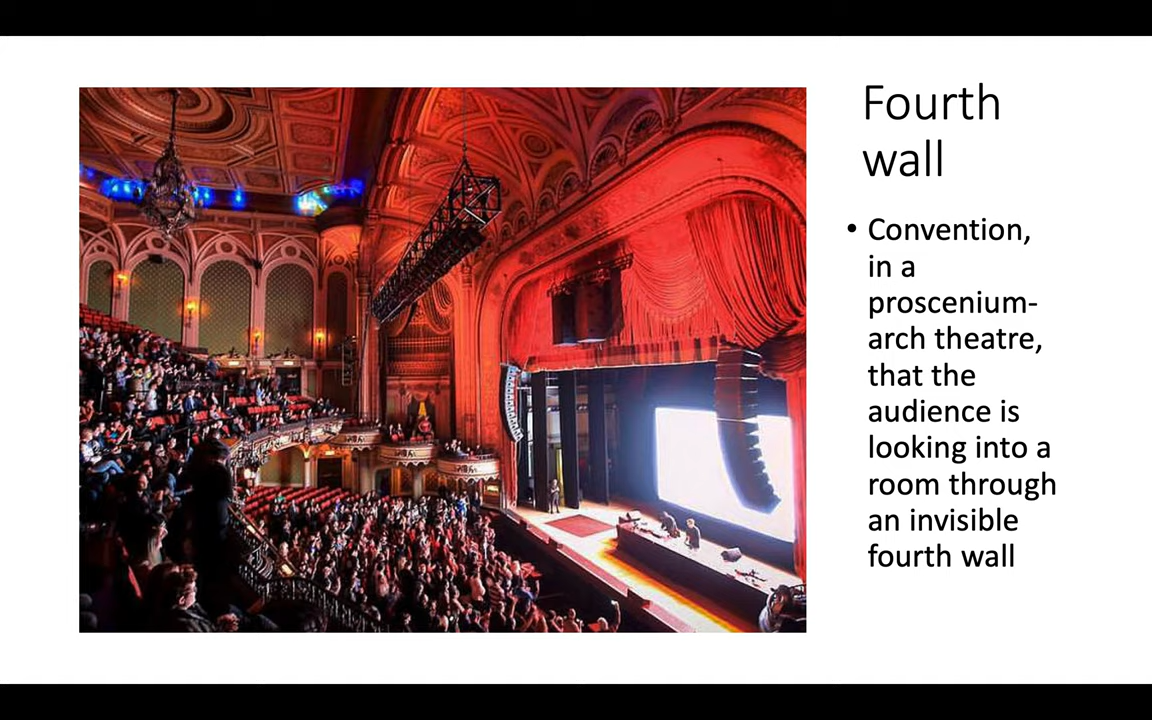 Fourth
wall
• Convention,
in a
proscenium-
arch theatre,
that the
audience is
looking into a
room through
an invisible
fourth wall